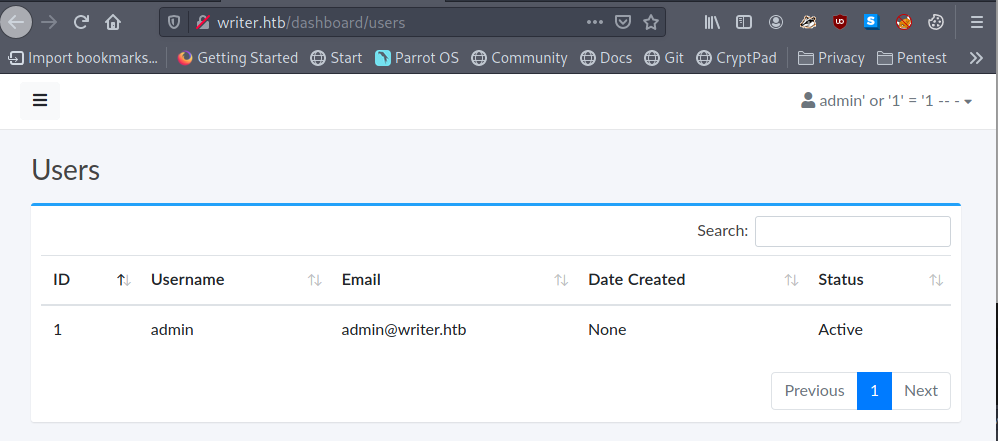 writer.htb/dashboard/users
Import bookmarks... Getting Started Start Parrot OS Community Docs Git CryptPad Privacy Pentest
admin' or '1' = '1 -- -
Users
Search:
ID Username Email Date Created Status
1 admin admin@writer.htb None Active
Previous 1 Next